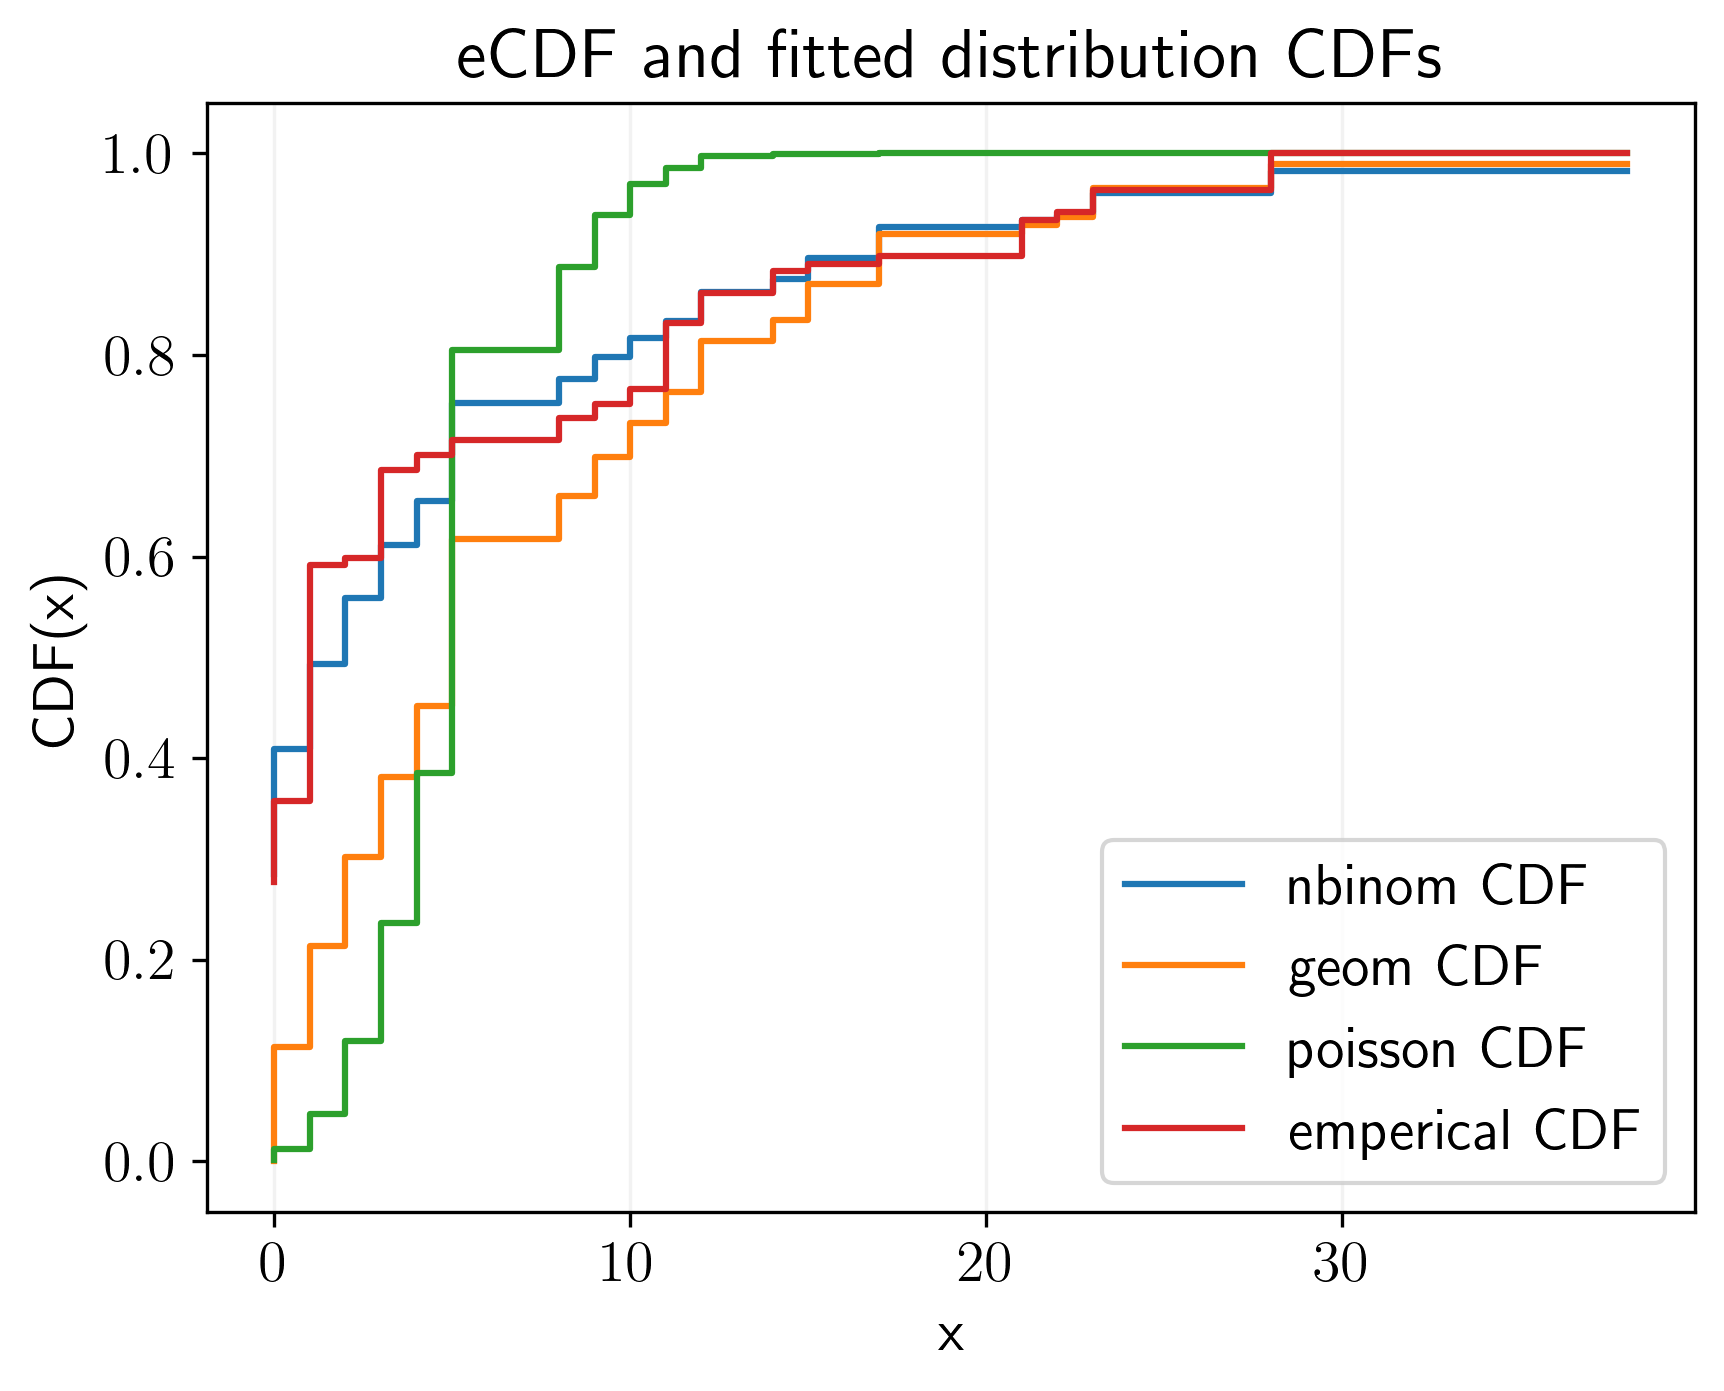 eCDF and fitted distribution CDFs
CDF(x)
1.0
0.8
0.6
0.4
0.2
0.0
nbinom CDF
geom CDF
poisson CDF
emperical CDF
0 10 20 30
x